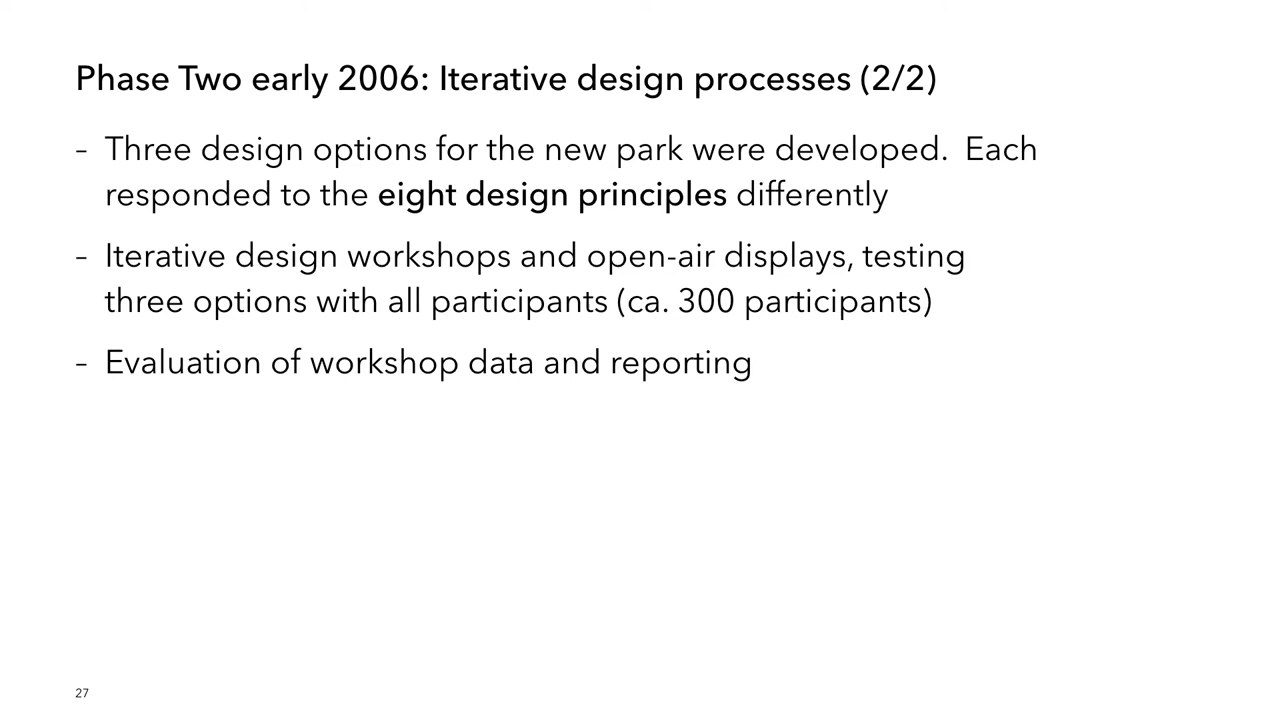 Phase Two early 2006: Iterative design processes (2/2)
– Three design options for the new park were developed.  Each
responded to the eight design principles differently
– Iterative design workshops and open-air displays, testing
three options with all participants (ca. 300 participants)
– Evaluation of workshop data and reporting
27